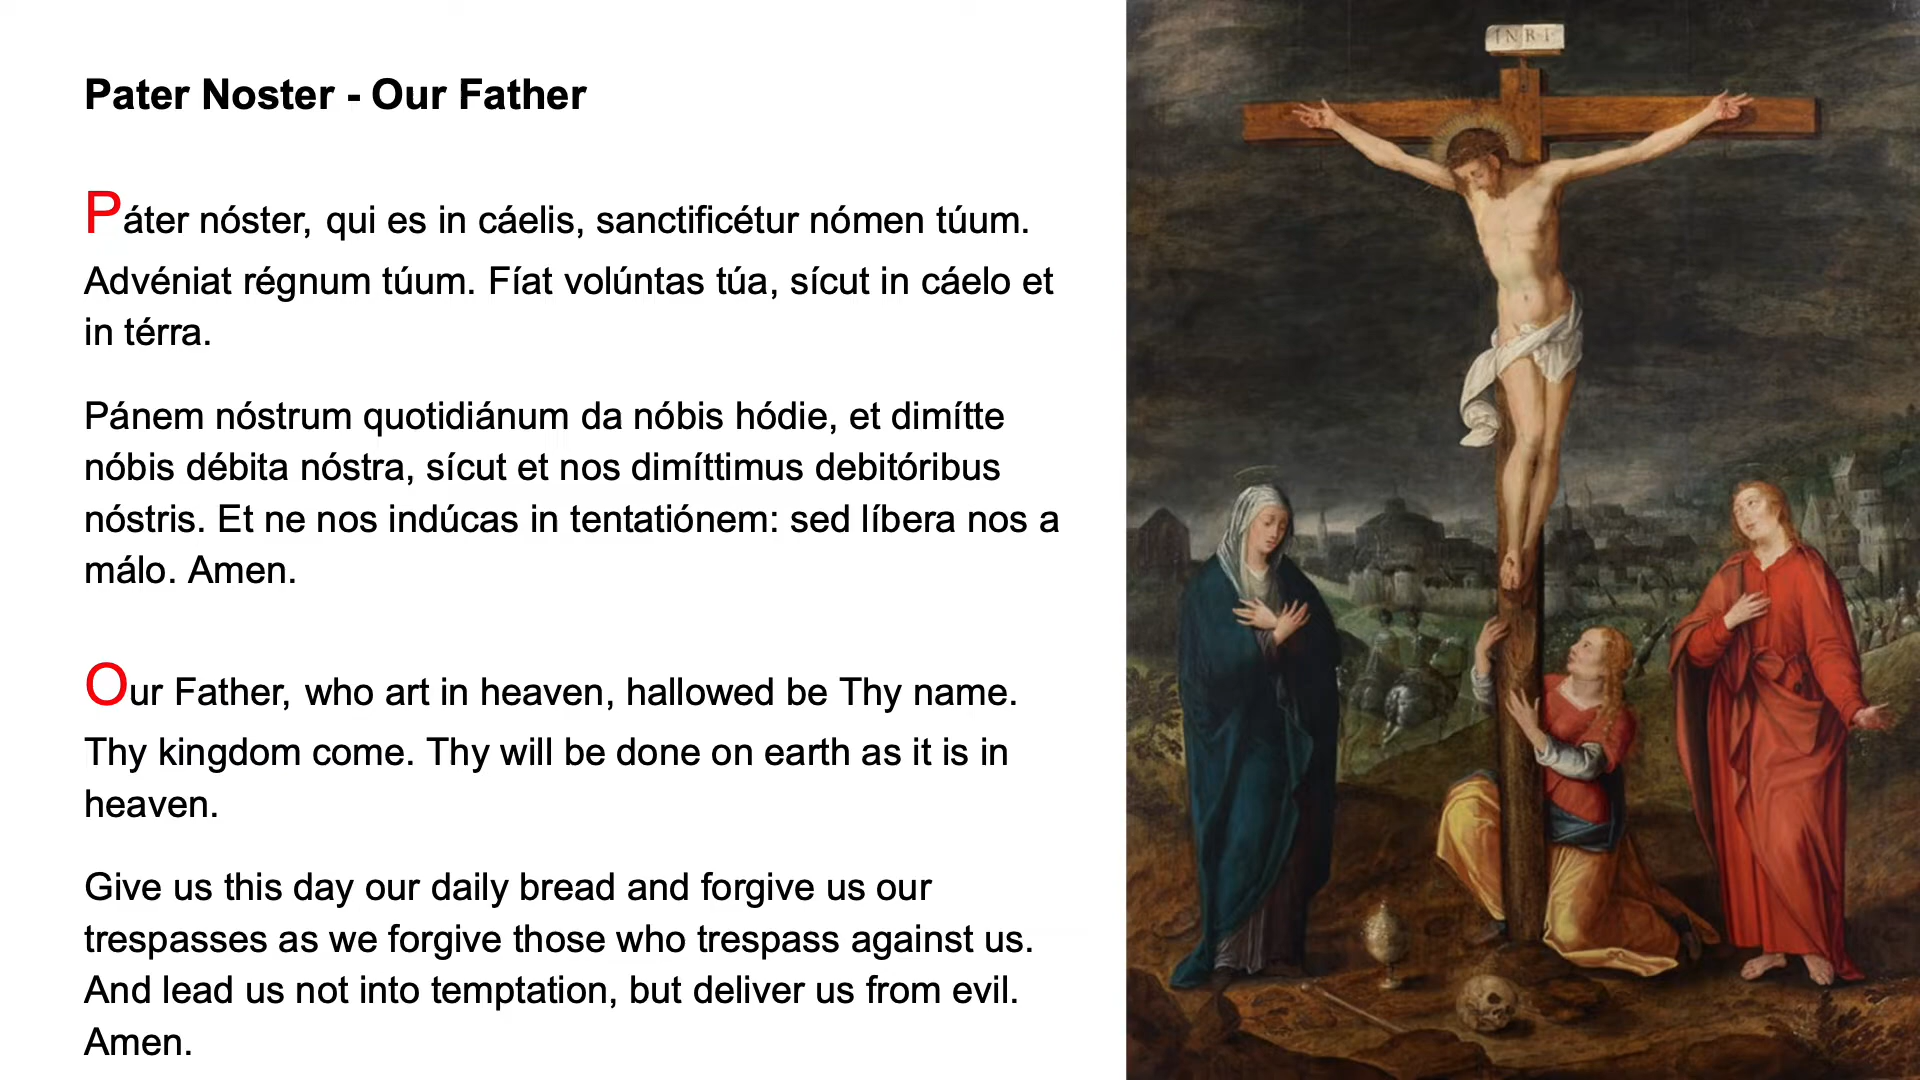 Pater Noster - Our Father
Páter nóster, qui es in cáelis, sanctificétur nómen túum.
Advéniat régnum túum. Fíat volúntas túa, sícut in cáelo et
in térra.
Pánem nóstrum quotidiánum da nóbis hódie, et dimítte
nóbis débita nóstra, sícut et nos dimíttimus debitóribus
nóstris. Et ne nos indúcas in tentatiónem: sed líbera nos a
málo. Amen.
Our Father, who art in heaven, hallowed be Thy name.
Thy kingdom come. Thy will be done on earth as it is in
heaven.
Give us this day our daily bread and forgive us our
trespasses as we forgive those who trespass against us.
And lead us not into temptation, but deliver us from evil.
Amen.
INRI